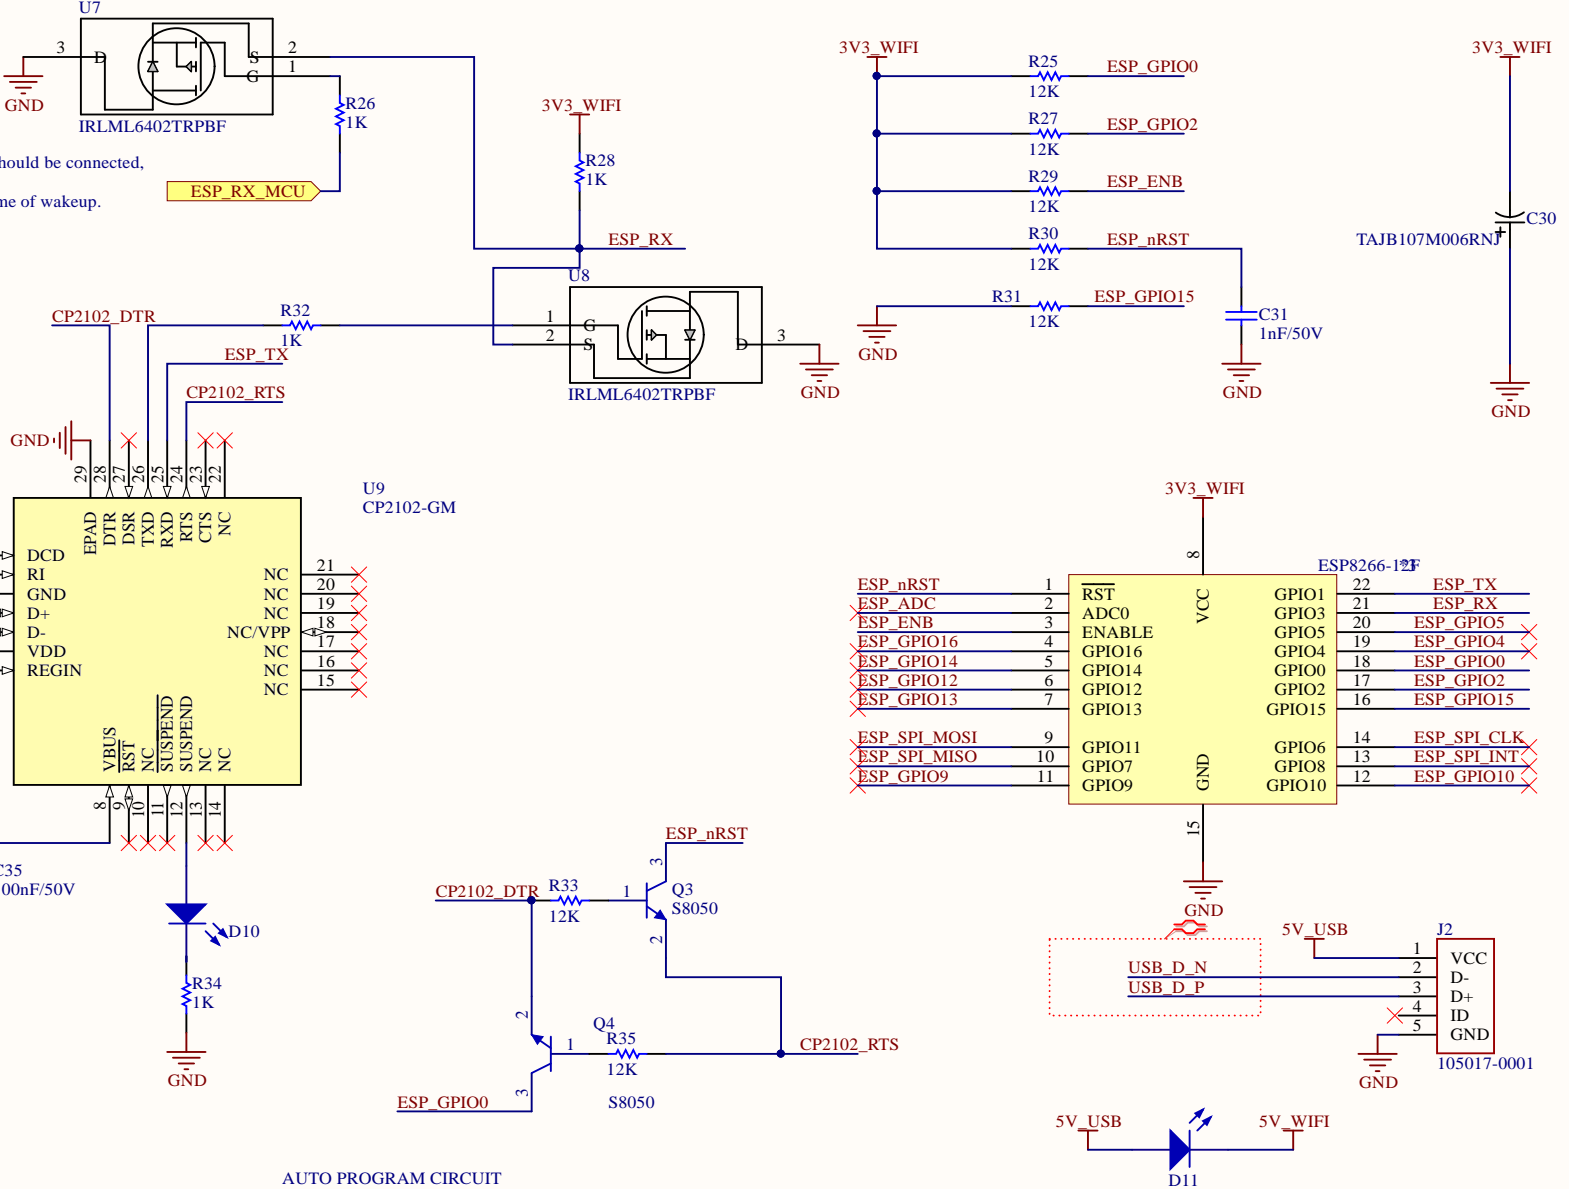 U7
3
D
S
2
G
1
GND
IRLML6402TRPBF
R26
1K
hould be connected,
me of wakeup.
ESP_RX_MCU
3V3_WIFI
R28
1K
ESP_RX
U8
1
G
2
S
D
3
GND
IRLML6402TRPBF
3V3_WIFI
R25
ESP_GPIO0
12K
R27
ESP_GPIO2
12K
R29
ESP_ENB
12K
R30
ESP_nRST
12K
R31
ESP_GPIO15
12K
GND
C31
1nF/50V
GND
3V3_WIFI
C30
TAJB107M006RNJ
+
GND
CP2102_DTR
R32
1K
ESP_TX
CP2102_RTS
GND
29
28
27
26
25
24
23
22
U9
CP2102-GM
EPAD
DTR
DSR
TXD
RXD
RTS
CTS
NC
DCD
RI
GND
D+
D-
VDD
REGIN
NC 21
NC 20
NC 19
NC/VPP 18
NC 17
NC 16
NC 15
VBUS
RST
NC
SUSPEND
SUSPEND
NC
NC
8
9
10
11
12
13
14
C35
00nF/50V
D10
R34
1K
GND
3V3_WIFI
8
VCC
ESP8266-12F
ESP_nRST 1 RST
ESP_ADC 2 ADC0
ESP_ENB 3 ENABLE
ESP_GPIO16 4 GPIO16
ESP_GPIO14 5 GPIO14
ESP_GPIO12 6 GPIO12
ESP_GPIO13 7 GPIO13
ESP_SPI_MOSI 9 GPIO11
ESP_SPI_MISO 10 GPIO7
ESP_GPIO9 11 GPIO9
GPIO1 22 ESP_TX
GPIO3 21 ESP_RX
GPIO5 20 ESP_GPIO5
GPIO4 19 ESP_GPIO4
GPIO0 18 ESP_GPIO0
GPIO2 17 ESP_GPIO2
GPIO15 16 ESP_GPIO15
GPIO6 14 ESP_SPI_CLK
GPIO8 13 ESP_SPI_INT
GPIO10 12 ESP_GPIO10
GND
15
GND
ESP_nRST
3
CP2102_DTR
R33
12K
1
Q3
S8050
2
2
Q4
1
R35
12K
CP2102_RTS
3
ESP_GPIO0
S8050
AUTO PROGRAM CIRCUIT
5V_USB
J2
1 VCC
USB_D_N 2 D-
USB_D_P 3 D+
4 ID
5 GND
GND
105017-0001
5V_USB
5V_WIFI
D11